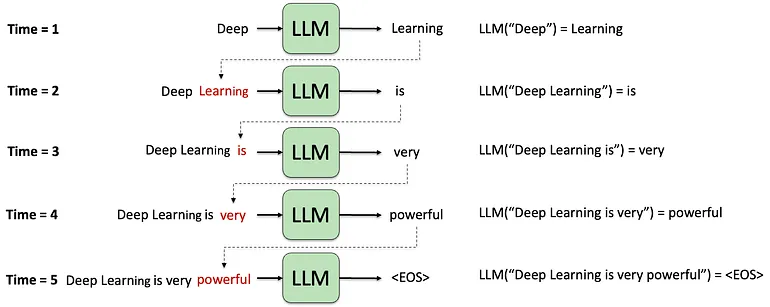 Time = 1 Deep LLM Learning LLM(“Deep”) = Learning
Time = 2 Deep Learning LLM is LLM(“Deep Learning”) = is
Time = 3 Deep Learning is LLM very LLM(“Deep Learning is”) = very
Time = 4 Deep Learning is very LLM powerful LLM(“Deep Learning is very”) = powerful
Time = 5 Deep Learning is very powerful LLM <EOS> LLM(“Deep Learning is very powerful”) = <EOS>